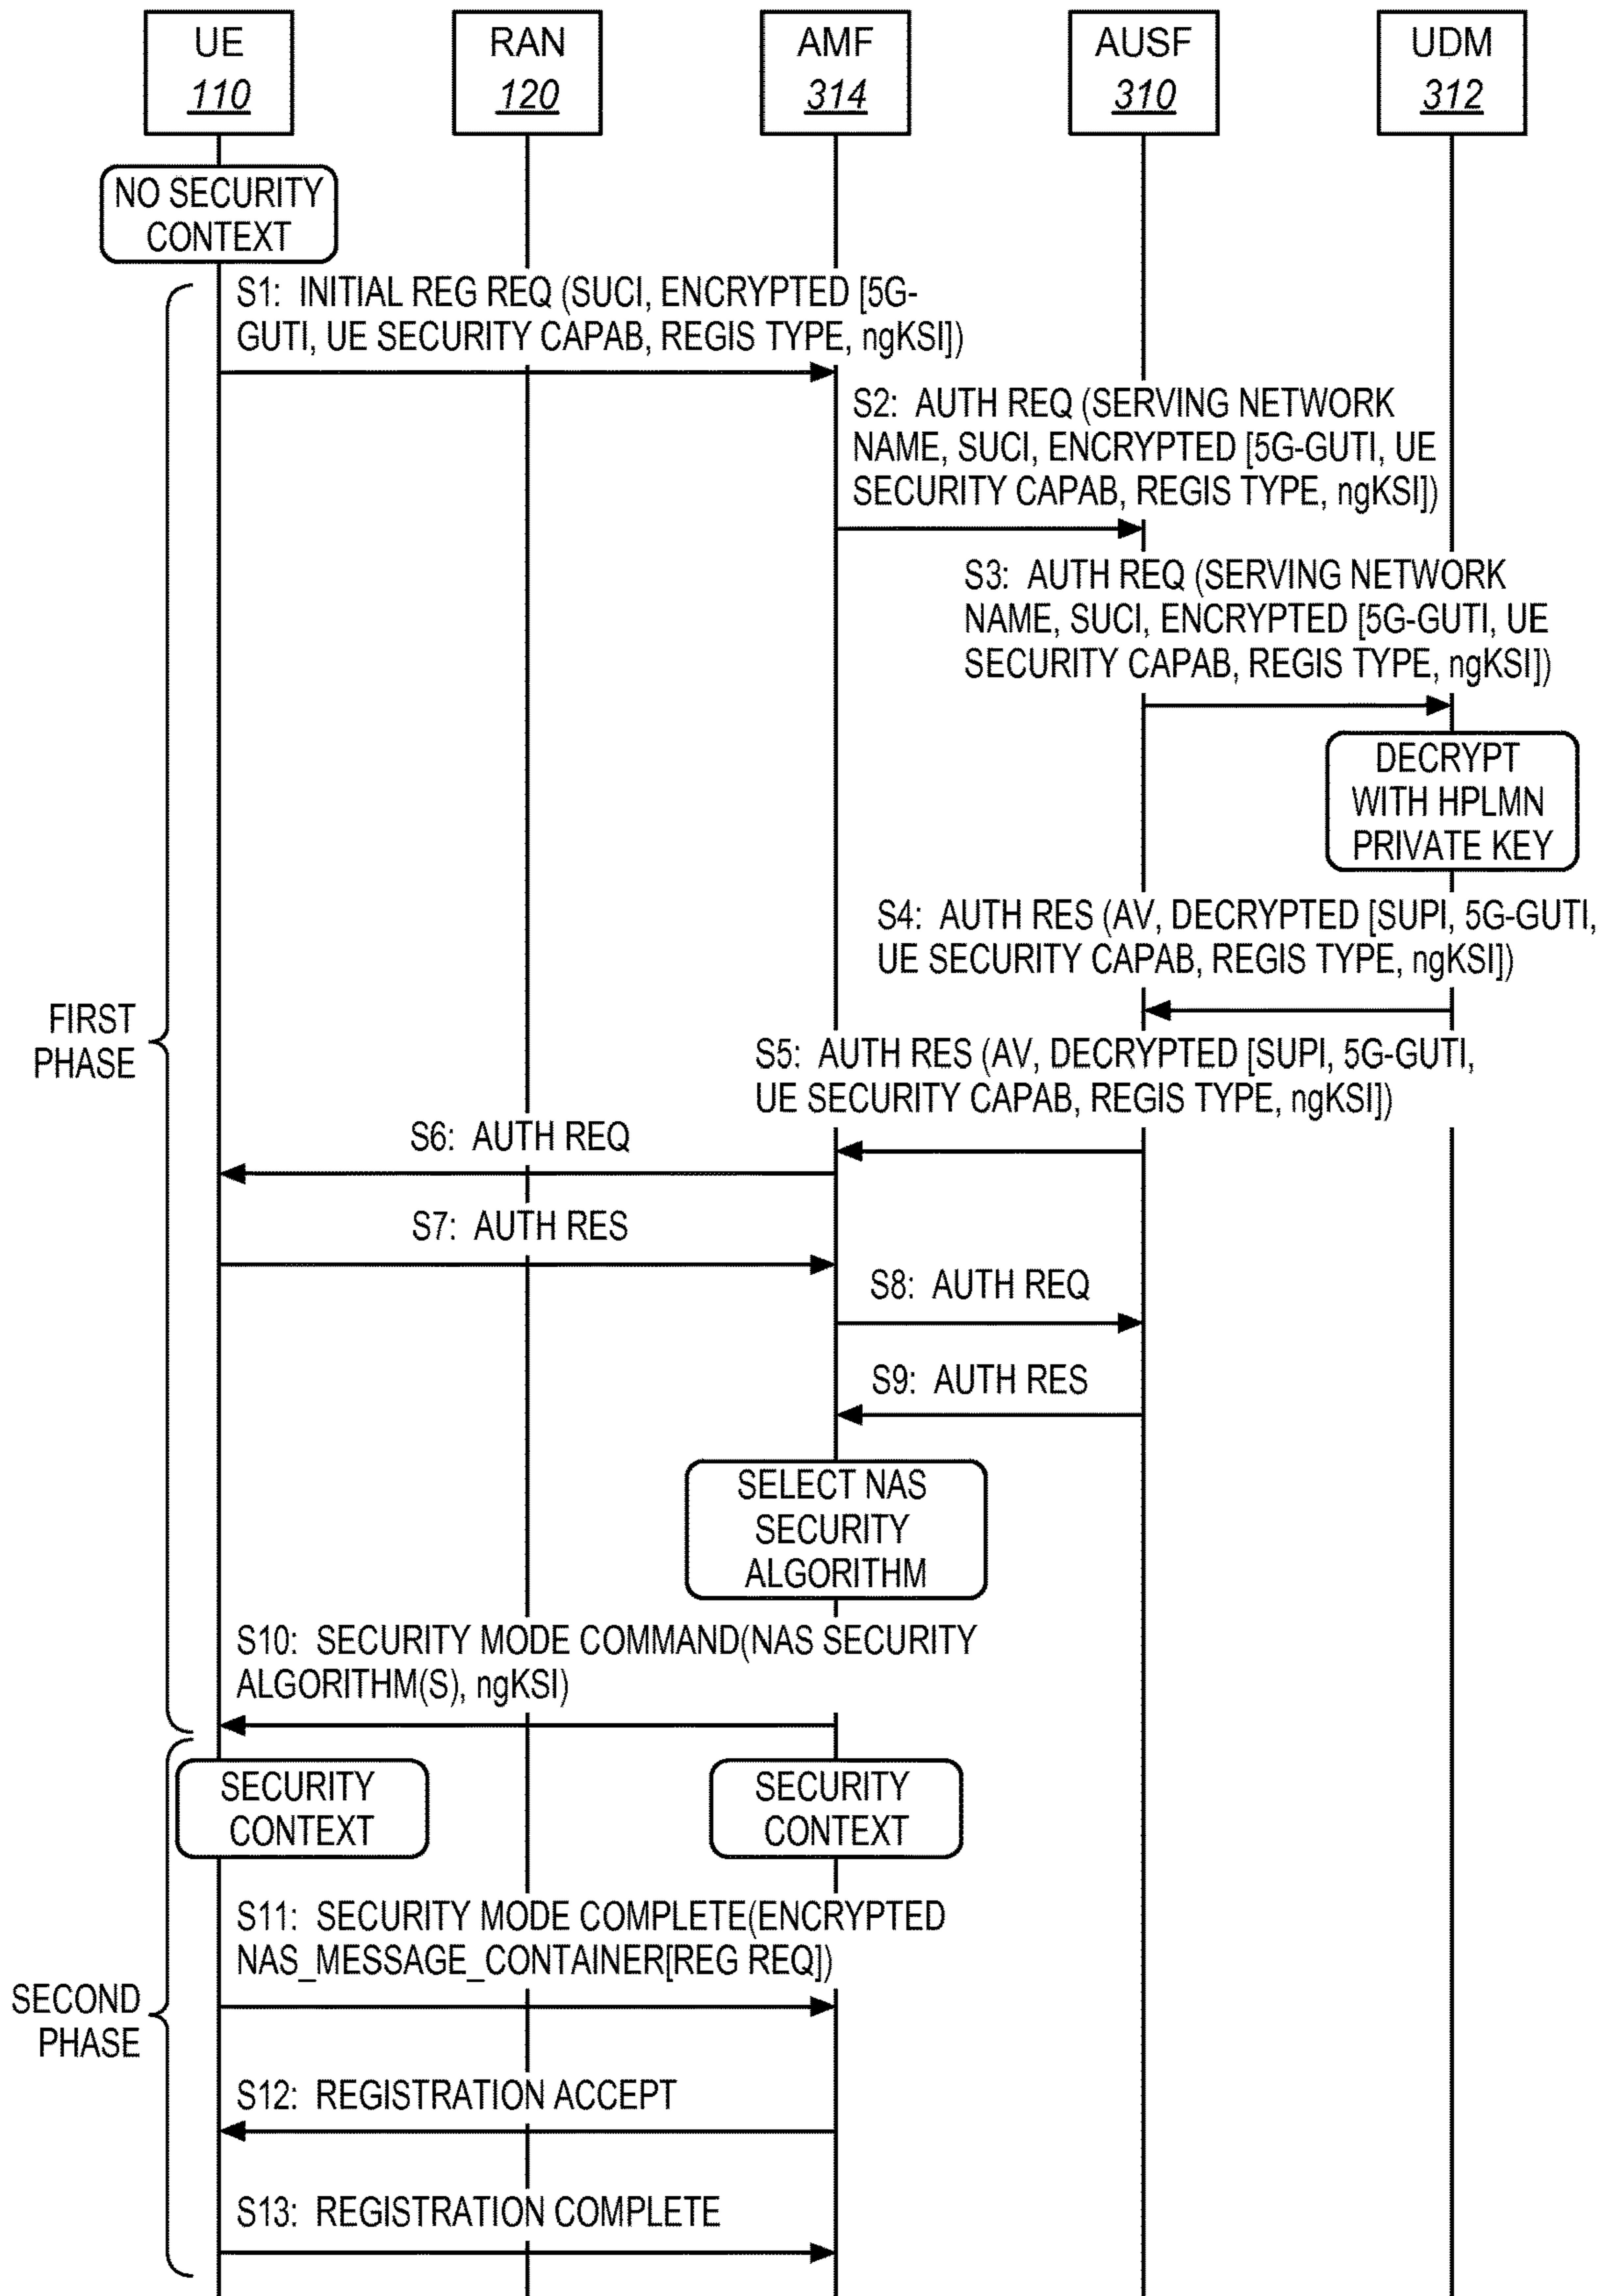 UE
110
RAN
120
AMF
314
AUSF
310
UDM
312
NO SECURITY
CONTEXT
S1: INITIAL REG REQ (SUCI, ENCRYPTED [5G-
GUTI, UE SECURITY CAPAB, REGIS TYPE, ngKSI])
S2: AUTH REQ (SERVING NETWORK
NAME, SUCI, ENCRYPTED [5G-GUTI, UE
SECURITY CAPAB, REGIS TYPE, ngKSI])
S3: AUTH REQ (SERVING NETWORK
NAME, SUCI, ENCRYPTED [5G-GUTI, UE
SECURITY CAPAB, REGIS TYPE, ngKSI])
DECRYPT
WITH HPLMN
PRIVATE KEY
S4: AUTH RES (AV, DECRYPTED [SUPI, 5G-GUTI,
UE SECURITY CAPAB, REGIS TYPE, ngKSI])
FIRST
PHASE
S5: AUTH RES (AV, DECRYPTED [SUPI, 5G-GUTI,
UE SECURITY CAPAB, REGIS TYPE, ngKSI])
S6: AUTH REQ
S7: AUTH RES
S8: AUTH REQ
S9: AUTH RES
SELECT NAS
SECURITY
ALGORITHM
S10: SECURITY MODE COMMAND(NAS SECURITY
ALGORITHM(S), ngKSI)
SECURITY
CONTEXT
SECURITY
CONTEXT
S11: SECURITY MODE COMPLETE(ENCRYPTED
NAS_MESSAGE_CONTAINER[REG REQ])
SECOND
PHASE
S12: REGISTRATION ACCEPT
S13: REGISTRATION COMPLETE